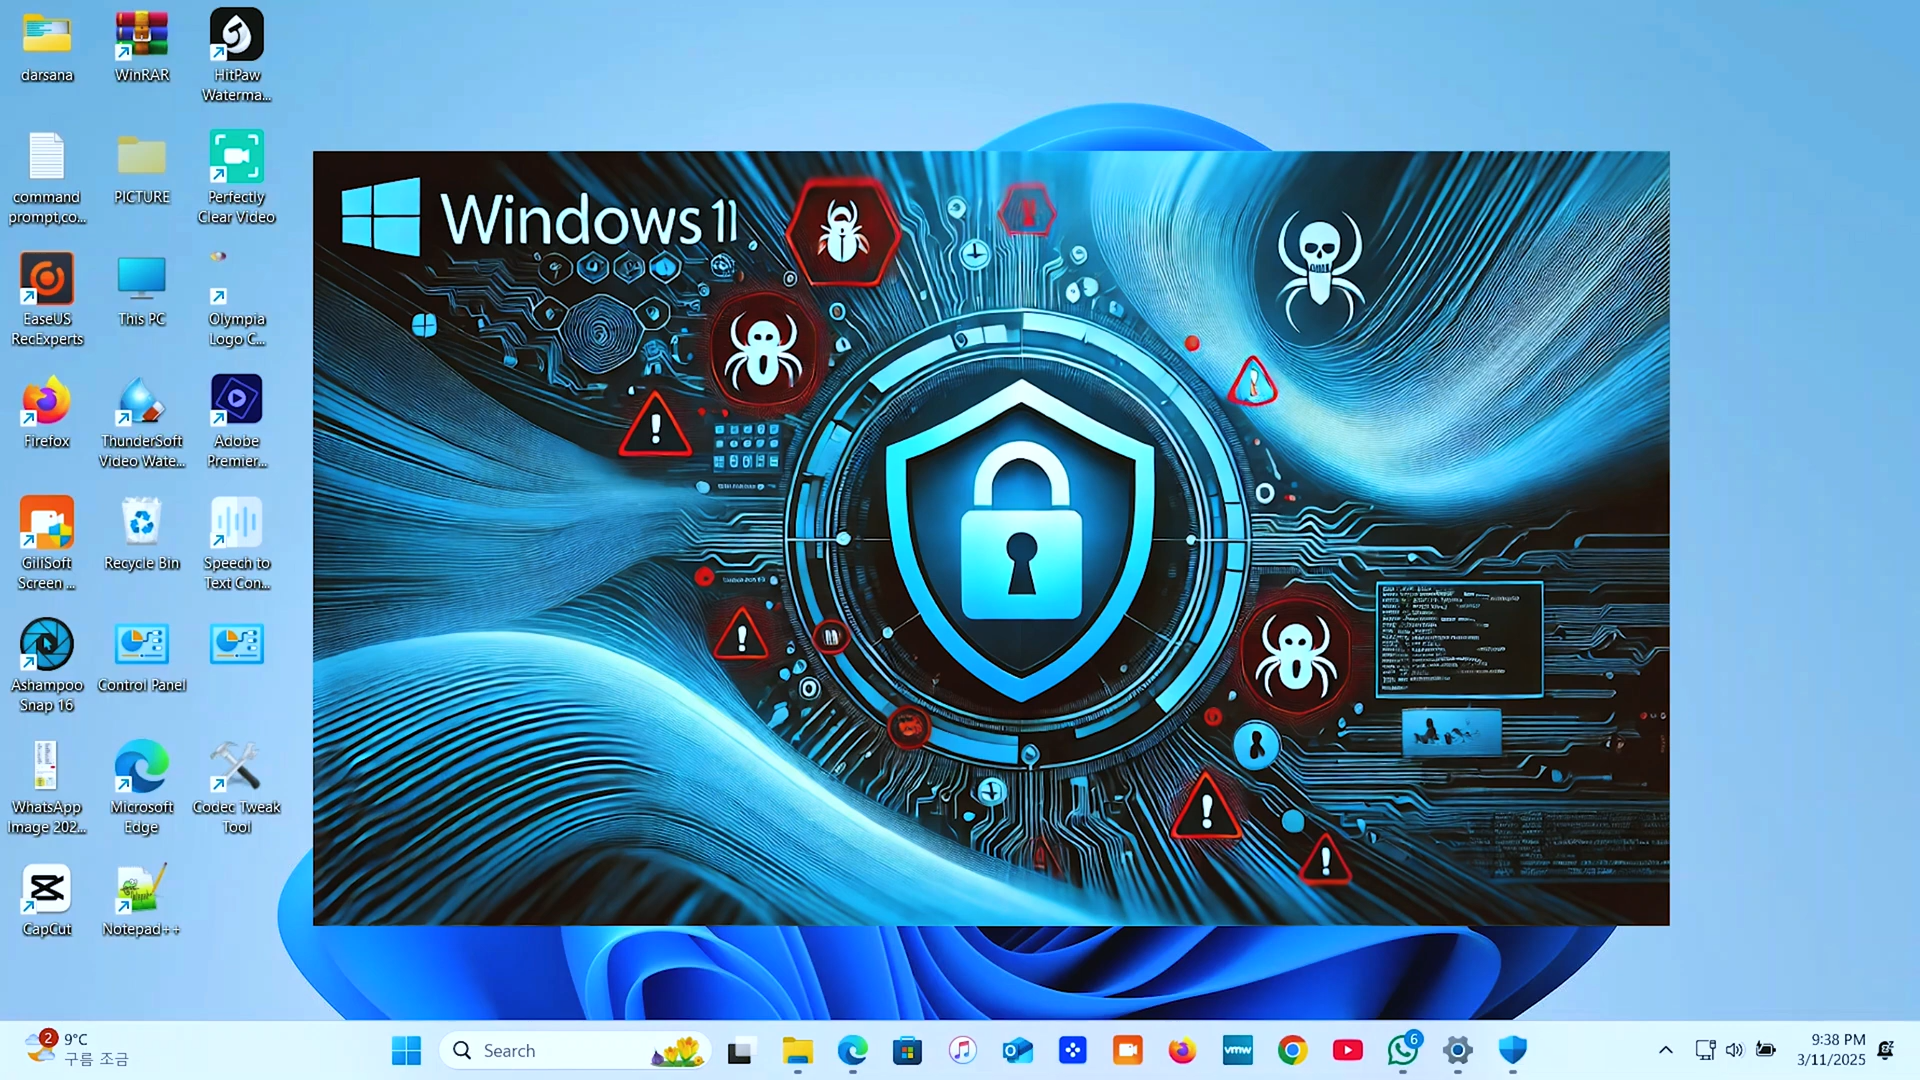 darsana
WinRAR
HitPaw
Waterma...
command
prompt,co...
PICTURE
Perfectly
Clear Video
EaseUS
RecExperts
This PC
Olympia
Logo C...
Firefox
ThunderSoft
Video Wate...
Adobe
Premier...
GiliSoft
Screen ...
Recycle Bin
Speech to
Text Con...
Ashampoo
Snap 16
Control Panel
WhatsApp
Image 202...
Microsoft
Edge
Codec Tweak
Tool
CapCut
Notepad++
Windows 11
2
9°C
구름 조금
Search
vmw
6
9:38 PM
3/11/2025